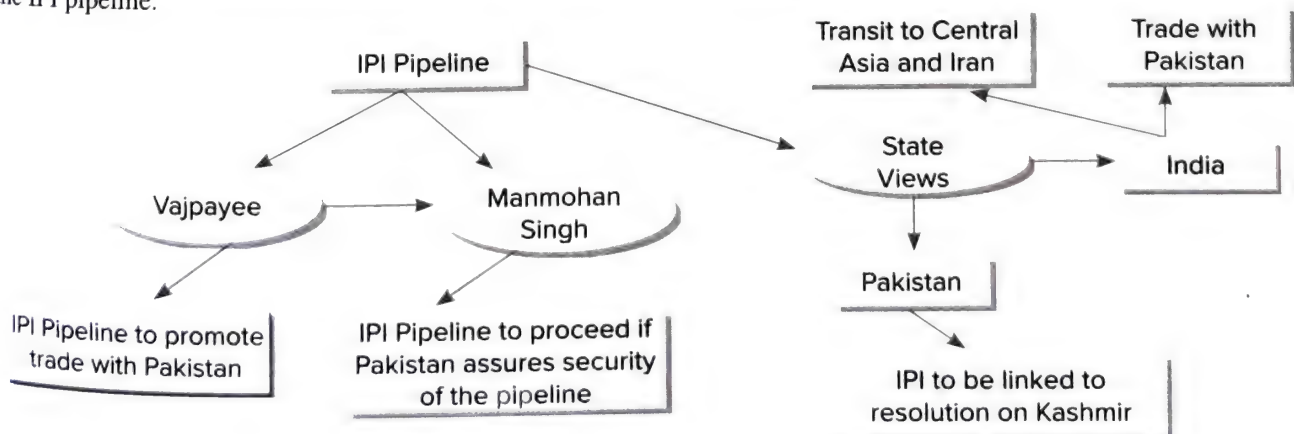 IPI pipeline.
IPI Pipeline
Transit to Central
Asia and Iran
Trade with
Pakistan
State
Views
India
Vajpayee
Manmohan
Singh
Pakistan
IPI Pipeline to promote
trade with Pakistan
IPI Pipeline to proceed if
Pakistan assures security
of the pipeline
IPI to be linked to
resolution on Kashmir